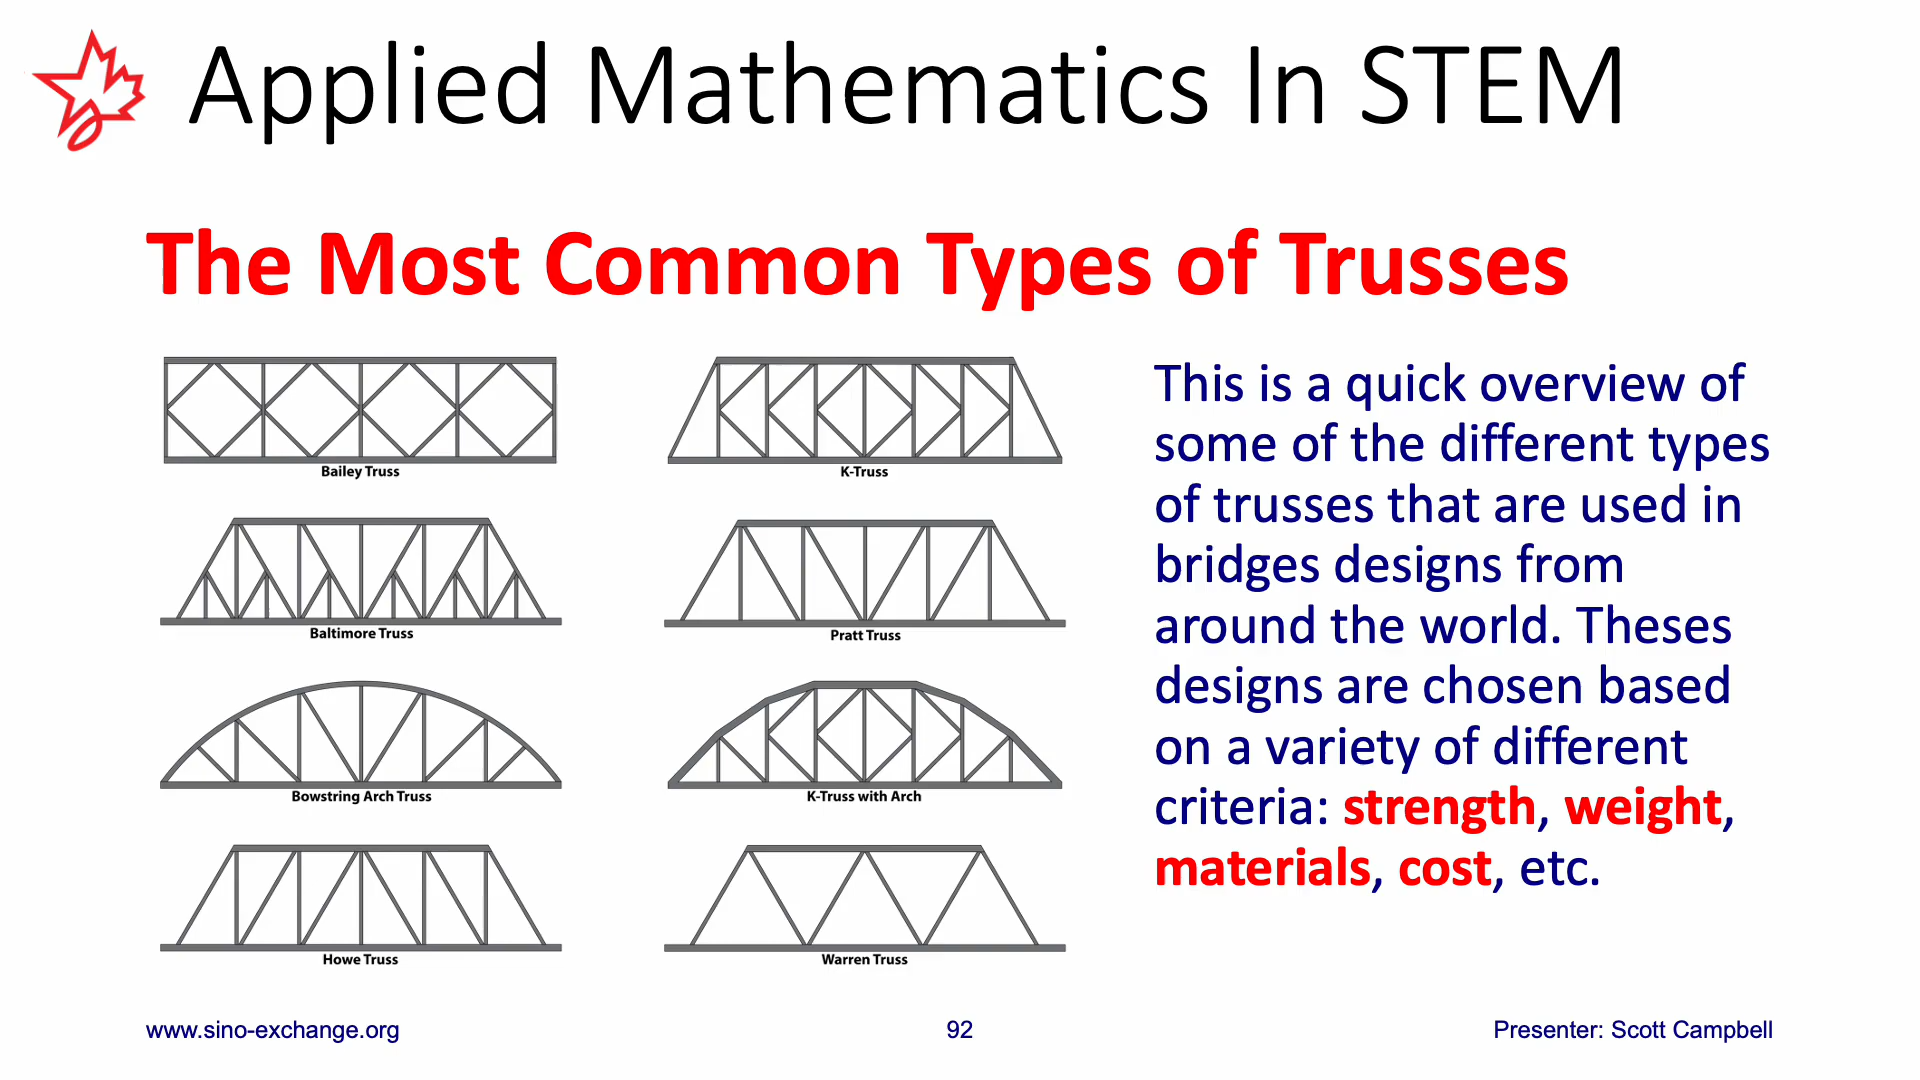 Applied Mathematics In STEM
The Most Common Types of Trusses
Bailey Truss
K-Truss
Baltimore Truss
Pratt Truss
Bowstring Arch Truss
K-Truss with Arch
Howe Truss
Warren Truss
This is a quick overview of
some of the different types
of trusses that are used in
bridges designs from
around the world. Theses
designs are chosen based
on a variety of different
criteria: strength, weight,
materials, cost, etc.
www.sino-exchange.org
92
Presenter: Scott Campbell